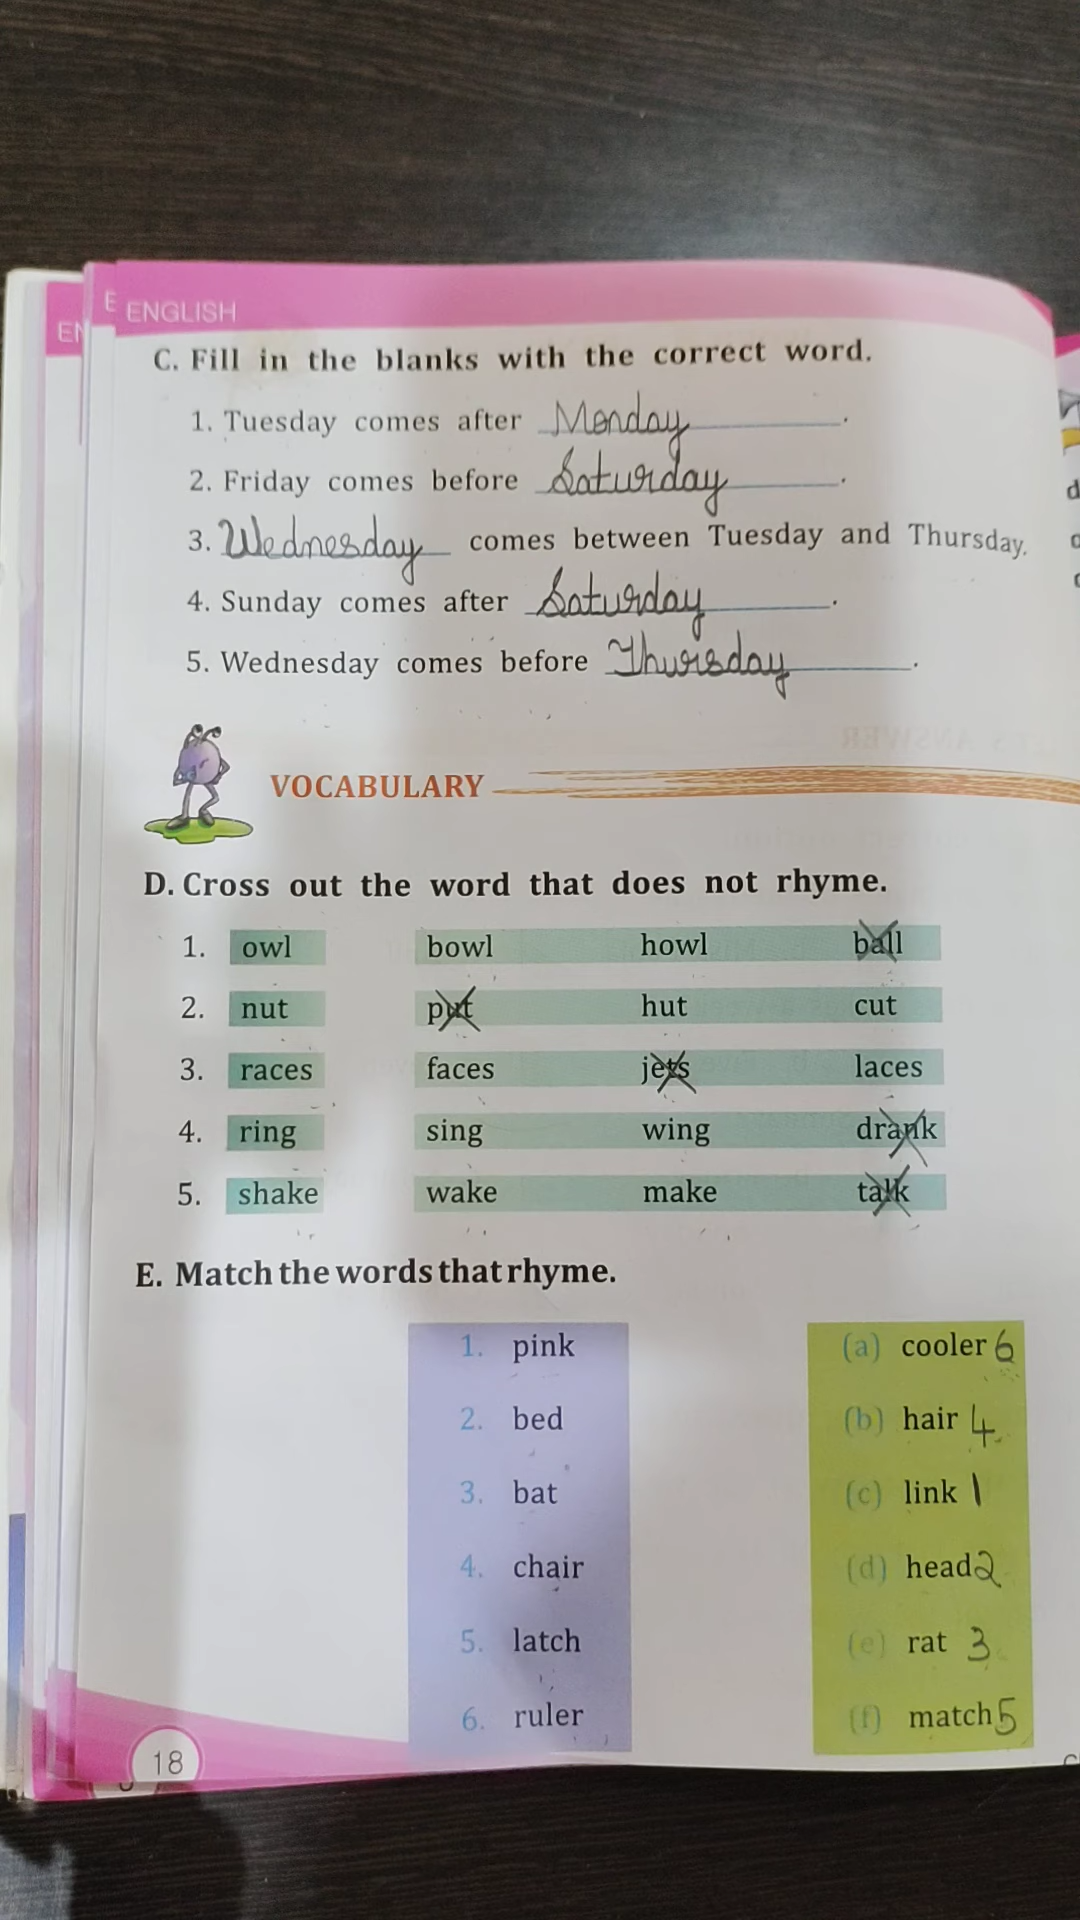 E ENGLISH
EN
C. Fill in the blanks with the correct word.
1. Tuesday comes after Monday.
2. Friday comes before Saturday.
3. Wednesday comes between Tuesday and Thursday.
4. Sunday comes after Saturday.
5. Wednesday comes before Thursday.
VOCABULARY
D. Cross out the word that does not rhyme.
1. owl bowl howl ball
2. nut put hut cut
3. races faces jets laces
4. ring sing wing drank
5. shake wake make talk
E. Match the words that rhyme.
1. pink (a) cooler 6
2. bed (b) hair 4
3. bat (c) link 1
4. chair (d) head 2
5. latch (e) rat 3
6. ruler (f) match 5
18